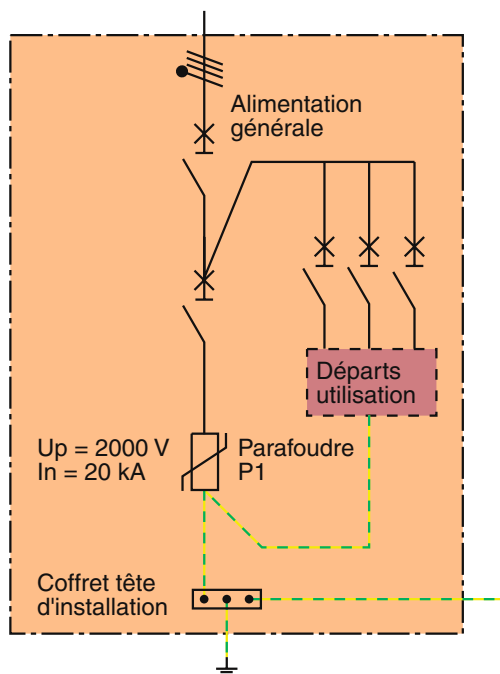 Alimentation
générale
Départs
utilisation
Up = 2000 V
In = 20 kA
Parafoudre
P1
Coffret tête
d'installation